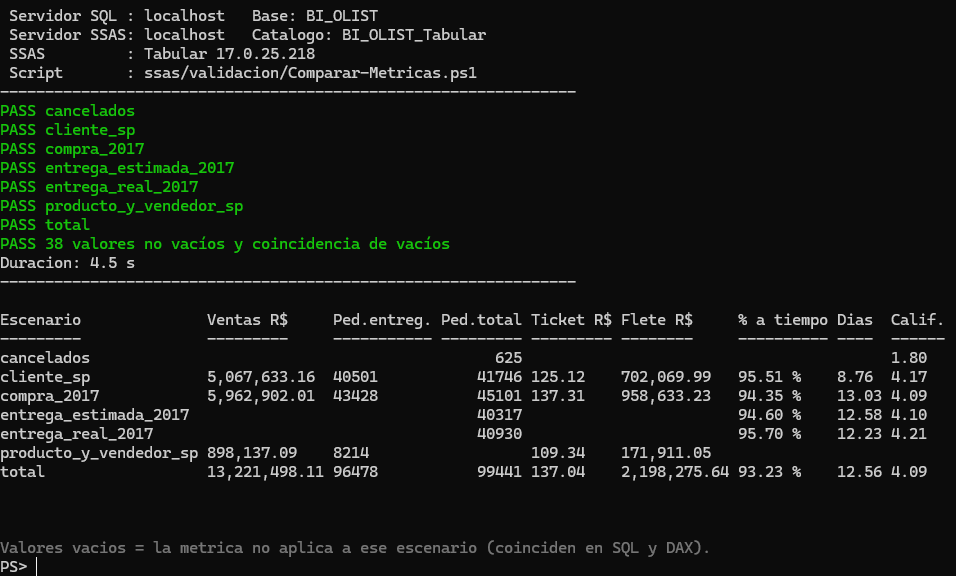 Servidor SQL : localhost   Base: BI_OLIST
Servidor SSAS: localhost   Catalogo: BI_OLIST_Tabular
SSAS         : Tabular 17.0.25.218
Script       : ssas/validacion/Comparar-Metricas.ps1
----------------------------------------------------------------
PASS cancelados
PASS cliente_sp
PASS compra_2017
PASS entrega_estimada_2017
PASS entrega_real_2017
PASS producto_y_vendedor_sp
PASS total
PASS 38 valores no vacíos y coincidencia de vacíos
Duracion: 4.5 s
----------------------------------------------------------------
Escenario              Ventas R$     Ped.entreg. Ped.total Ticket R$ Flete R$     % a tiempo Dias  Calif.
---------              ---------     ----------- --------- --------- --------     ---------- ----  ------
cancelados                                             625                                         1.80
cliente_sp             5,067,633.16  40501           41746 125.12    702,069.99   95.51 %    8.76  4.17
compra_2017            5,962,902.01  43428           45101 137.31    958,633.23   94.35 %    13.03 4.09
entrega_estimada_2017                                40317                        94.60 %    12.58 4.10
entrega_real_2017                                    40930                        95.70 %    12.23 4.21
producto_y_vendedor_sp 898,137.09    8214                  109.34    171,911.05
total                  13,221,498.11 96478           99441 137.04    2,198,275.64 93.23 %    12.56 4.09
Valores vacios = la metrica no aplica a ese escenario (coinciden en SQL y DAX).
PS>